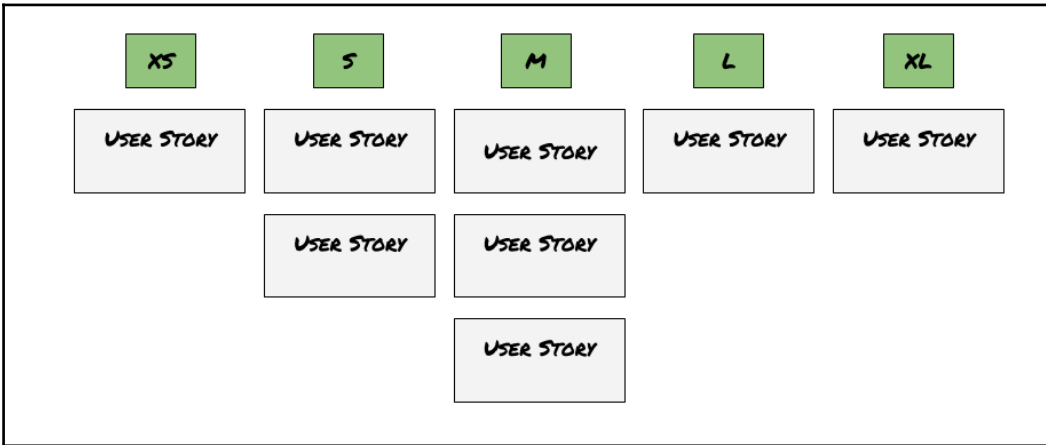 XS
S
M
L
XL
User Story
User Story
User Story
User Story
User Story
User Story
User Story
User Story